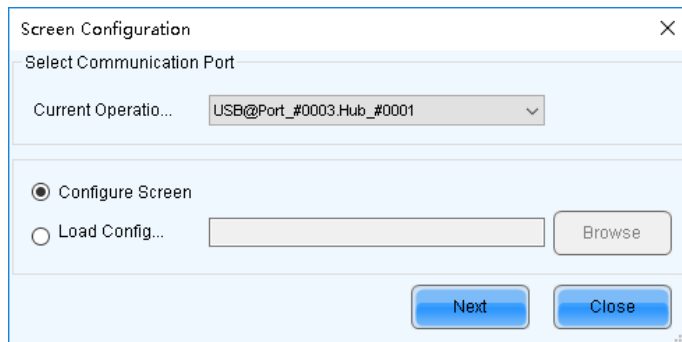 Screen Configuration
Select Communication Port
Current Operatio... USB@Port_#0003.Hub_#0001
Configure Screen
Load Config... Browse
Next Close